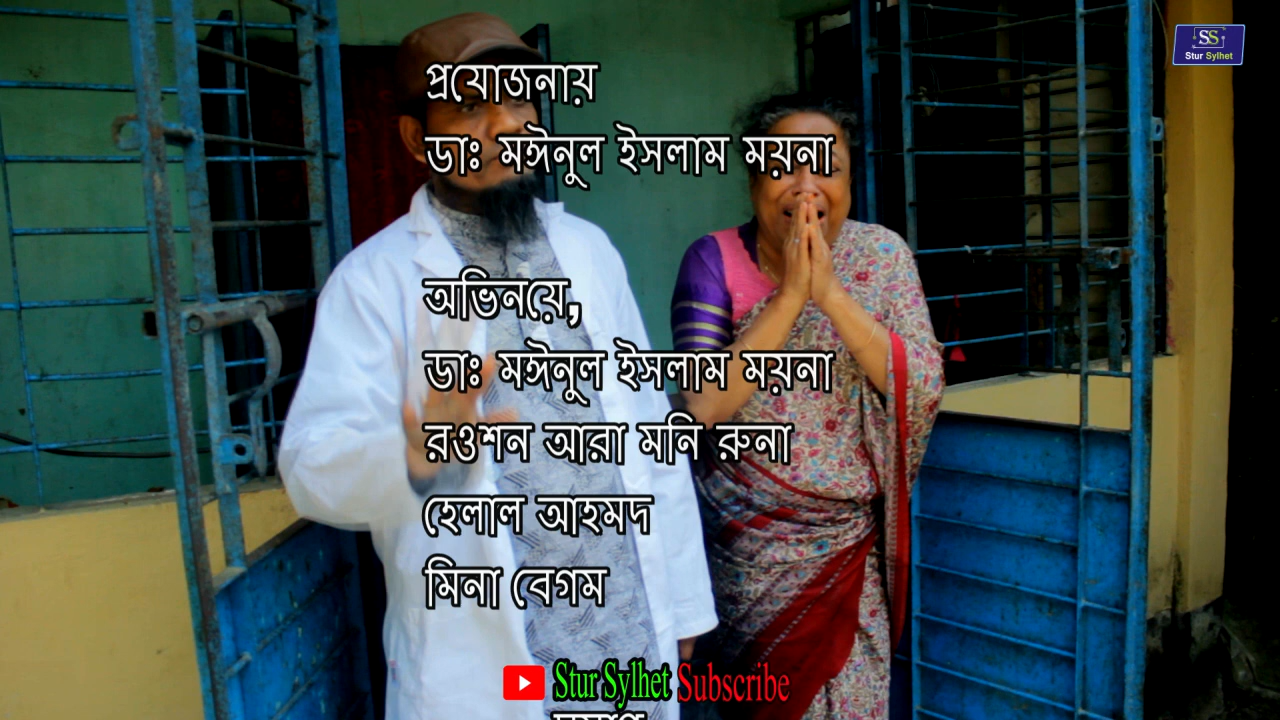 SS
Stur Sylhet
প্রযোজনায়
ডাঃ মঈনুল ইসলাম ময়না
অভিনয়ে,
ডাঃ মঈনুল ইসলাম ময়না
রওশন আরা মনি রুনা
হেলাল আহমদ
মিনা বেগম
Stur Sylhet Subscribe